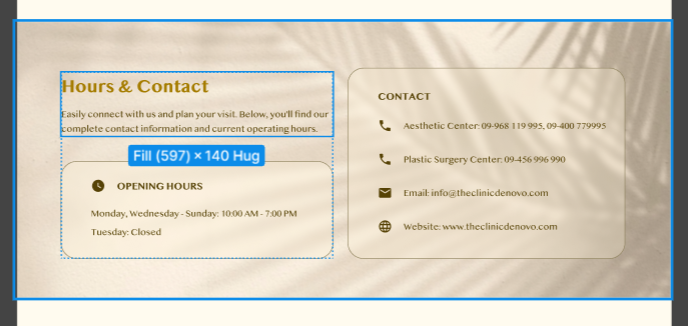 Hours & Contact
Easily connect with us and plan your visit. Below, you'll find our
complete contact information and current operating hours.
Fill (597) × 140 Hug
OPENING HOURS
Monday, Wednesday - Sunday: 10:00 AM - 7:00 PM
Tuesday: Closed
CONTACT
Aesthetic Center: 09-968 119 995, 09-400 779995
Plastic Surgery Center: 09-456 996 990
Email: info@theclinicdenovo.com
Website: www.theclinicdenovo.com